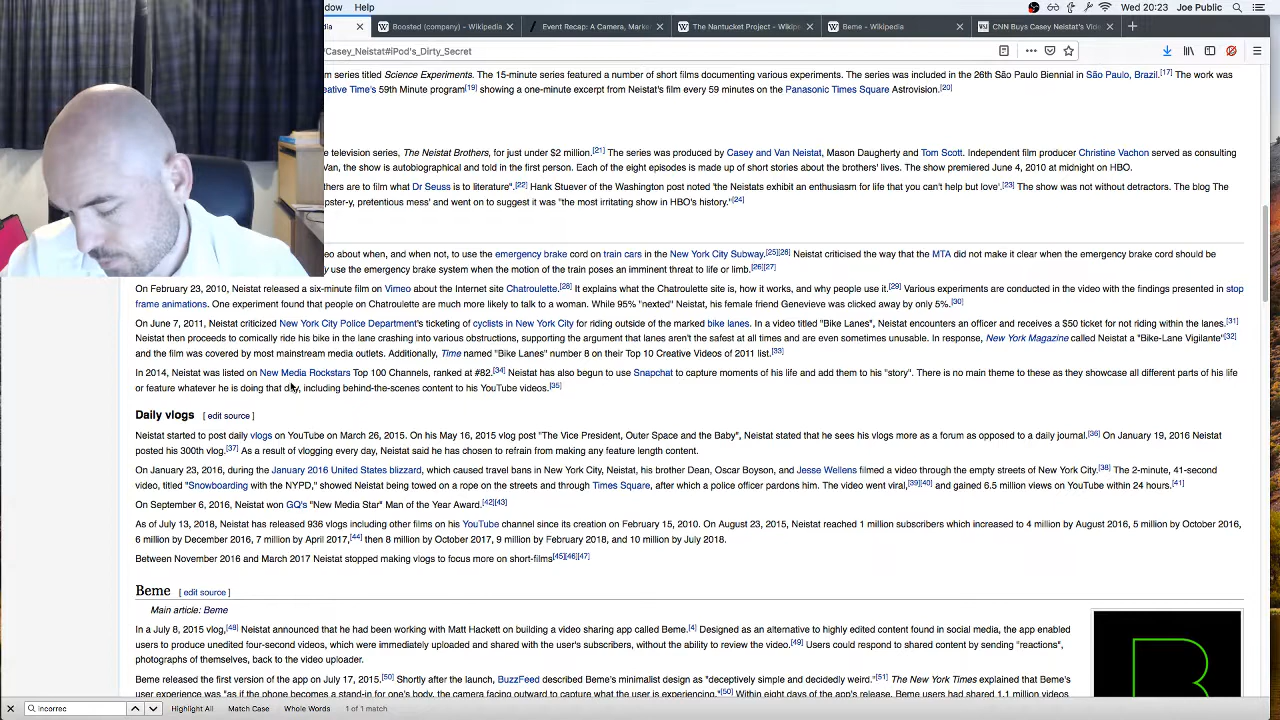 dow Help Wed 20:23 Joe Public
dia Boosted (company) - Wikipedia Event Recap: A Camera, Marke The Nantucket Project - Wikipe Beme - Wikipedia CNN Buys Casey Neistat's Vide
/Casey_Neistat#iPod's_Dirty_Secret
m series titled Science Experiments. The 15-minute series featured a number of short films documenting various experiments. The series was included in the 26th São Paulo Biennial in São Paulo, Brazil.[17] The work was
eative Time's 59th Minute program[19] showing a one-minute excerpt from Neistat's film every 59 minutes on the Panasonic Times Square Astrovision.[20]
e television series, The Neistat Brothers, for just under $2 million.[21] The series was produced by Casey and Van Neistat, Mason Daugherty and Tom Scott. Independent film producer Christine Vachon served as consulting
Van, the show is autobiographical and told in the first person. Each of the eight episodes is made up of short stories about the brothers' lives. The show premiered June 4, 2010 at midnight on HBO.
hers are to film what Dr Seuss is to literature"[22] Hank Stuever of the Washington post noted 'the Neistats exhibit an enthusiasm for life that you can't help but love'.[23] The show was not without detractors. The blog The
pster-y, pretentious mess' and went on to suggest it was "the most irritating show in HBO's history."[24]
eo about when, and when not, to use the emergency brake cord on train cars in the New York City Subway.[25][26] Neistat criticised the way that the MTA did not make it clear when the emergency brake cord should be
y use the emergency brake system when the motion of the train poses an imminent threat to life or limb.[26][27]
On February 23, 2010, Neistat released a six-minute film on Vimeo about the Internet site Chatroulette.[28] It explains what the Chatroulette site is, how it works, and why people use it.[29] Various experiments are conducted in the video with the findings presented in stop
frame animations. One experiment found that people on Chatroulette are much more likely to talk to a woman. While 95% "nexted" Neistat, his female friend Genevieve was clicked away by only 5%.[30]
On June 7, 2011, Neistat criticized New York City Police Department's ticketing of cyclists in New York City for riding outside of the marked bike lanes. In a video titled "Bike Lanes", Neistat encounters an officer and receives a $50 ticket for not riding within the lanes.[31]
Neistat then proceeds to comically ride his bike in the lane crashing into various obstructions, supporting the argument that lanes aren't the safest at all times and are even sometimes unusable. In response, New York Magazine called Neistat a "Bike-Lane Vigilante"[32]
and the film was covered by most mainstream media outlets. Additionally, Time named "Bike Lanes" number 8 on their Top 10 Creative Videos of 2011 list.[33]
In 2014, Neistat was listed on New Media Rockstars Top 100 Channels, ranked at #82.[34] Neistat has also begun to use Snapchat to capture moments of his life and add to his "story". There is no main theme to these as they showcase all different parts of his life
or feature whatever he is doing that day, including behind-the-scenes content to his YouTube videos.[35]
Daily vlogs [ edit source ]
Neistat started to post daily vlogs on YouTube on March 26, 2015. On his May 16, 2015 vlog post "The Vice President, Outer Space and the Baby", Neistat stated that he sees his vlogs more as a forum as opposed to a daily journal.[36] On January 19, 2016 Neistat
posted his 300th vlog.[37] As a result of vlogging every day, Neistat said he has chosen to refrain from making any feature length content.
On January 23, 2016, during the January 2016 United States blizzard, which caused travel bans in New York City, Neistat, his brother Dean, Oscar Boyson, and Jesse Wellens filmed a video through the empty streets of New York City.[38] The 2-minute, 41-second
video, titled "Snowboarding with the NYPD," showed Neistat being towed on a rope on the streets and through Times Square, after which a police officer pardons him. The video went viral,[39][40] and gained 6.5 million views on YouTube within 24 hours.[41]
On September 6, 2016, Neistat won GQ's "New Media Star" Man of the Year Award.[42][43]
As of July 13, 2018, Neistat has released 936 vlogs including other films on his YouTube channel since its creation on February 15, 2010. On August 23, 2015, Neistat reached 1 million subscribers which increased to 4 million by August 2016, 5 million by October 2016,
6 million by December 2016, 7 million by April 2017,[44] then 8 million by October 2017, 9 million by February 2018, and 10 million by July 2018.
Between November 2016 and March 2017 Neistat stopped making vlogs to focus more on short-films[45][46][47]
Beme [ edit source ]
Main article: Beme
In a July 8, 2015 vlog,[48] Neistat announced that he had been working with Matt Hackett on building a video sharing app called Beme.[4] Designed as an alternative to highly edited content found in social media, the app enabled
users to produce unedited four-second videos, which were immediately uploaded and shared with the user's subscribers, without the ability to review the video.[49] Users could respond to shared content by sending "reactions",
photographs of themselves, back to the video uploader.
Beme released the first version of the app on July 17, 2015.[50] Shortly after the launch, BuzzFeed described Beme's minimalist design as "deceptively simple and decidedly weird."[51] The New York Times explained that Beme's
user experience was "as if the phone becomes a stand-in for one's body, the camera facing outward to capture what the user is experiencing."[50] Within eight days of the app's release, Beme users had shared 1.1 million videos
incorrec Highlight All Match Case Whole Words 1 of 1 match